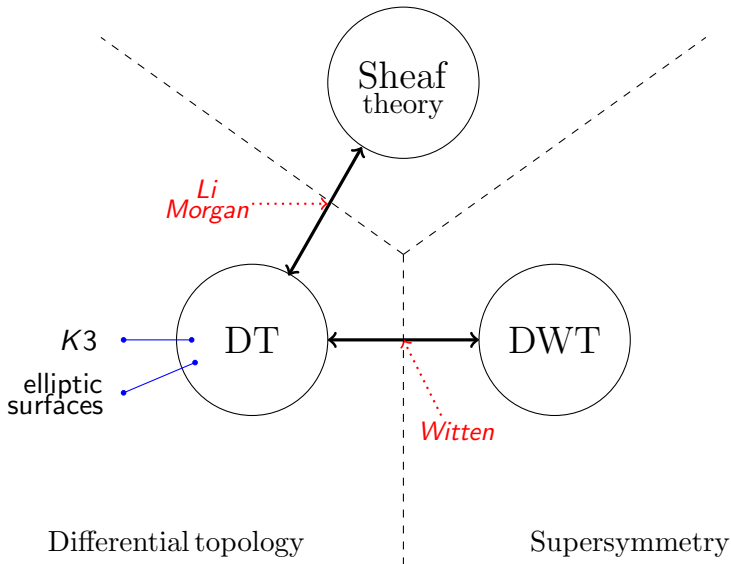 Sheaf
theory
Li
Morgan
K3
DT
DWT
elliptic
surfaces
Witten
Differential topology
Supersymmetry